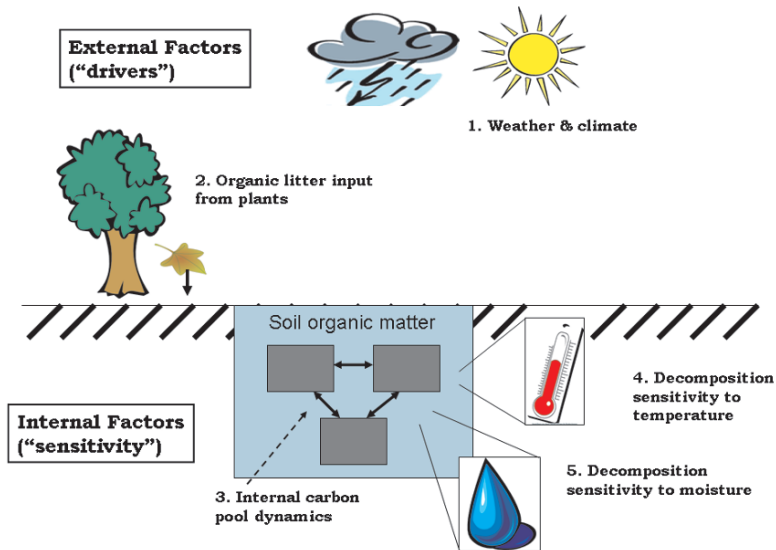 External Factors
(“drivers”)
1. Weather & climate
2. Organic litter input
from plants
Soil organic matter
4. Decomposition
sensitivity to
temperature
Internal Factors
(“sensitivity”)
5. Decomposition
sensitivity to moisture
3. Internal carbon
pool dynamics